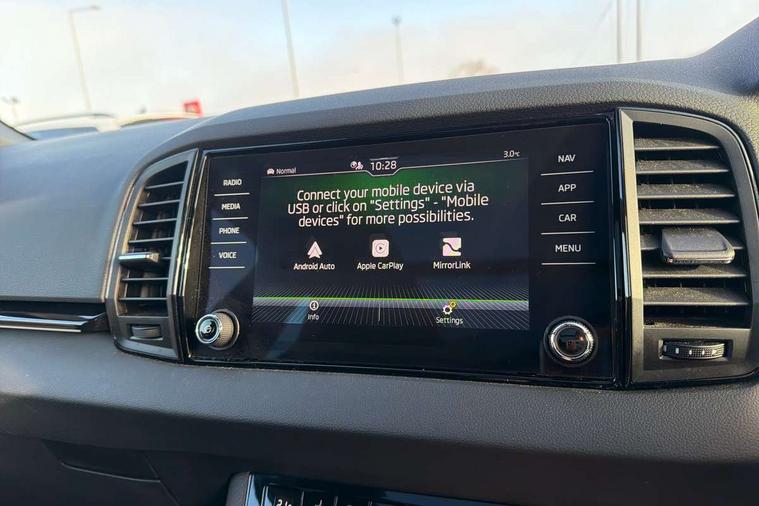 Normal
10:28
3.0°C
RADIO
MEDIA
PHONE
VOICE
Connect your mobile device via
USB or click on "Settings" - "Mobile
devices" for more possibilities.
Android Auto
Apple CarPlay
MirrorLink
Info
Settings
NAV
APP
CAR
MENU